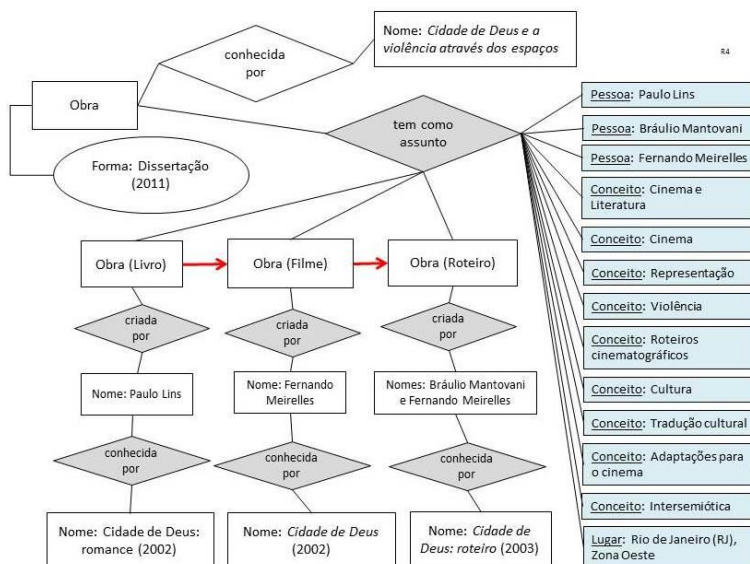 Nome: Cidade de Deus e a
violência através dos espaços
R4
conhecida
por
Obra
tem como
assunto
Forma: Dissertação
(2011)
Pessoa: Paulo Lins
Pessoa: Bráulio Mantovani
Pessoa: Fernando Meirelles
Conceito: Cinema e
Literatura
Conceito: Cinema
Conceito: Representação
Conceito: Violência
Conceito: Roteiros
cinematográficos
Conceito: Cultura
Conceito: Tradução cultural
Conceito: Adaptações para
o cinema
Conceito: Intersemiótica
Lugar: Rio de Janeiro (RJ),
Zona Oeste
Obra (Livro)
Obra (Filme)
Obra (Roteiro)
criada
por
criada
por
criada
por
Nome: Paulo Lins
Nome: Fernando
Meirelles
Nomes: Bráulio Mantovani
e Fernando Meirelles
conhecida
por
conhecida
por
conhecida
por
Nome: Cidade de Deus:
romance (2002)
Nome: Cidade de Deus
(2002)
Nome: Cidade de
Deus: roteiro (2003)